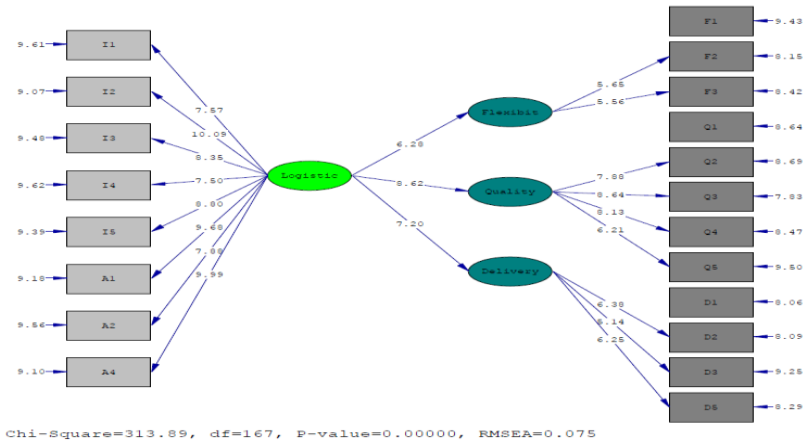 9.61 I1
9.07 I2
9.48 I3
9.62 I4
9.39 I5
9.18 A1
9.56 A2
9.10 A4
7.57
10.09
8.35
7.50
8.80
9.68
7.88
9.99
Logistic
6.28
8.62
7.20
Flexibit
Quality
Delivery
5.65
5.56
7.88
8.64
8.13
6.21
6.38
6.25
F1 9.43
F2 8.15
F3 8.42
Q1 8.64
Q2 8.69
Q3 7.83
Q4 8.47
Q5 9.50
D1 8.06
D2 8.09
D3 9.25
D5 8.29
Chi-Square=313.89, df=167, P-value=0.00000, RMSEA=0.075